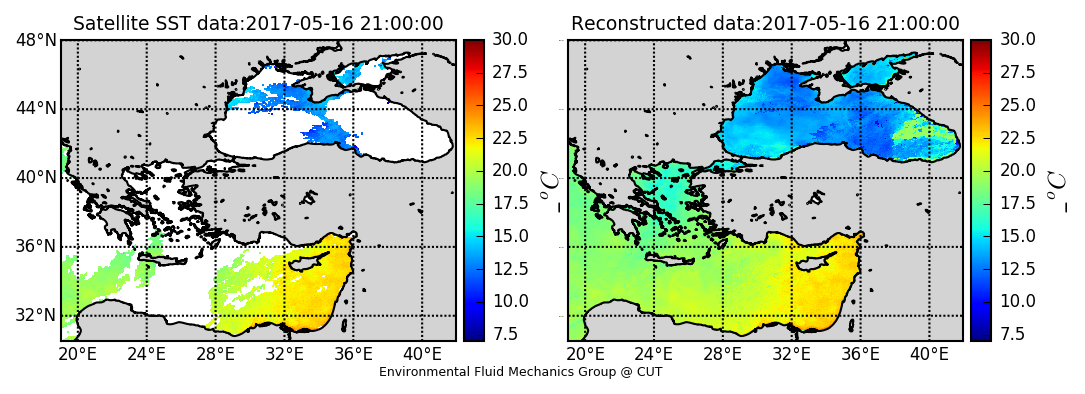 Satellite SST data:2017-05-16 21:00:00 Reconstructed data:2017-05-16 21:00:00
48°N 30.0 30.0
27.5 27.5
44°N 25.0 25.0
22.5 22.5
40°N 20.0 20.0
17.5 °C 17.5 °C
36°N 15.0 15.0
12.5 12.5
32°N 10.0 10.0
7.5 7.5
20°E 24°E 28°E 32°E 36°E 40°E 20°E 24°E 28°E 32°E 36°E 40°E
Environmental Fluid Mechanics Group @ CUT